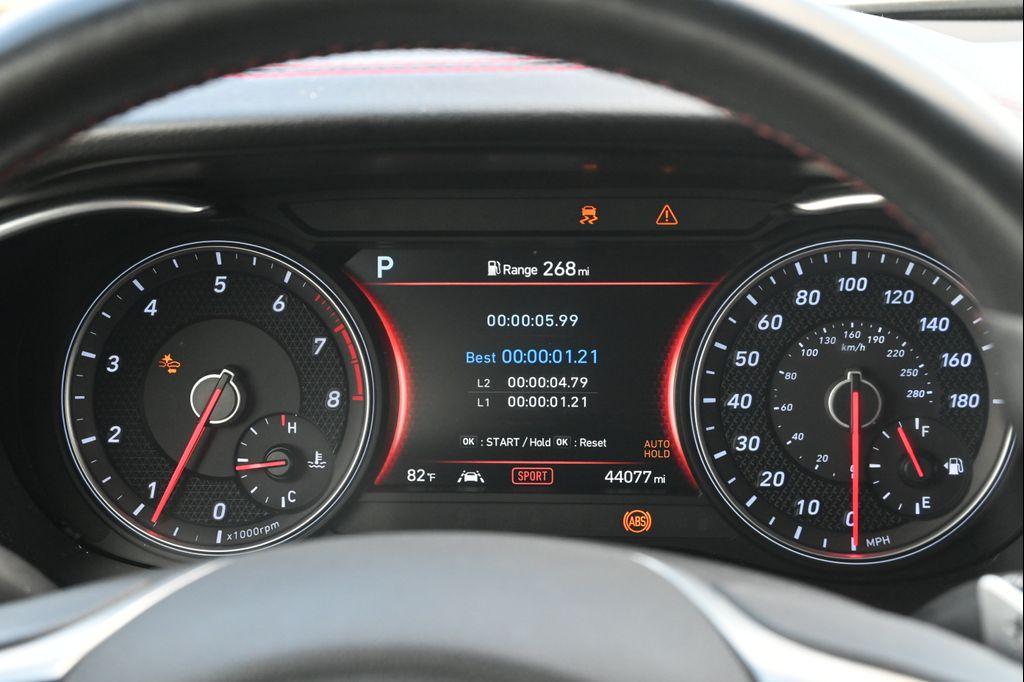 P
Range 268 mi
00:00:05.99
Best 00:00:01.21
L2 00:00:04.79
L1 00:00:01.21
OK : START / Hold OK : Reset
AUTO
HOLD
82°F
SPORT
44077 mi
ABS
0
1
2
3
4
5
6
7
8
x1000rpm
H
C
0
10
20
30
40
50
60
80
100
120
140
160
180
MPH
20
40
60
80
100
130
160
190
220
250
280
km/h
F
E